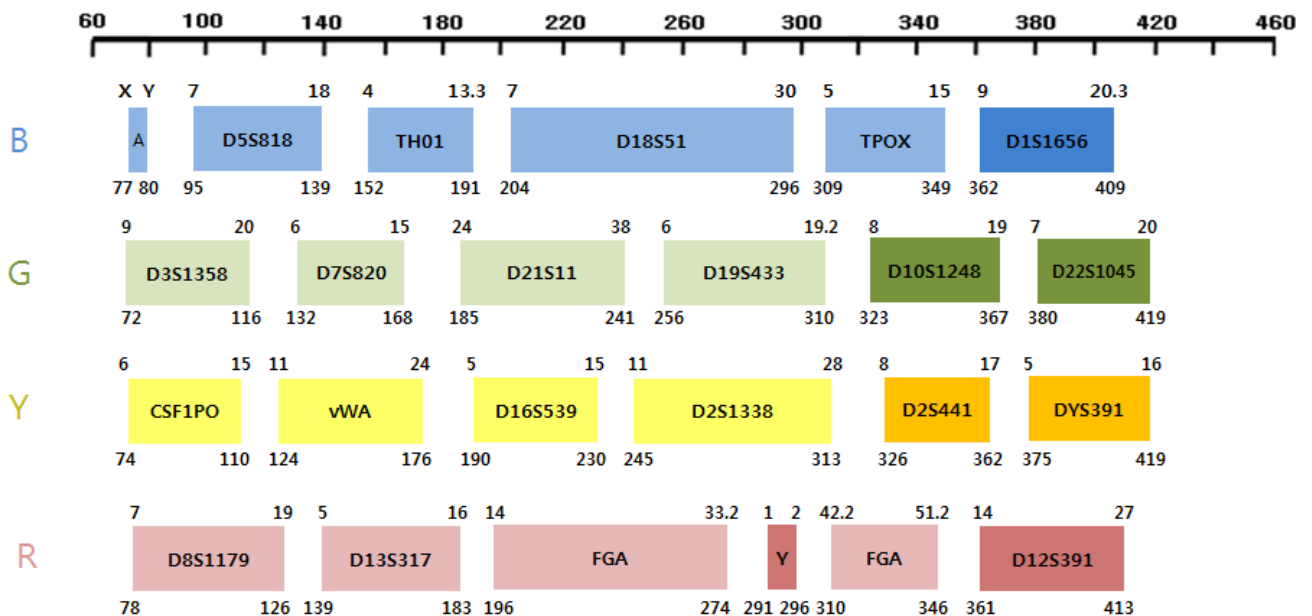 60 100 140 180 220 260 300 340 380 420 460
X Y 7 18 4 13.3 7 30 5 15 9 20.3
B A D5S818 TH01 D18S51 TPOX D1S1656
77 80 95 139 152 191 204 296 309 349 362 409
9 20 6 15 24 38 6 19.2 8 19 7 20
G D3S1358 D7S820 D21S11 D19S433 D10S1248 D22S1045
72 116 132 168 185 241 256 310 323 367 380 419
6 15 11 24 5 15 11 28 8 17 5 16
Y CSF1PO vWA D16S539 D2S1338 D2S441 DYS391
74 110 124 176 190 230 245 313 326 362 375 419
7 19 5 16 14 33.2 1 2 42.2 51.2 14 27
R D8S1179 D13S317 FGA Y FGA D12S391
78 126 139 183 196 274 291 296 310 346 361 413